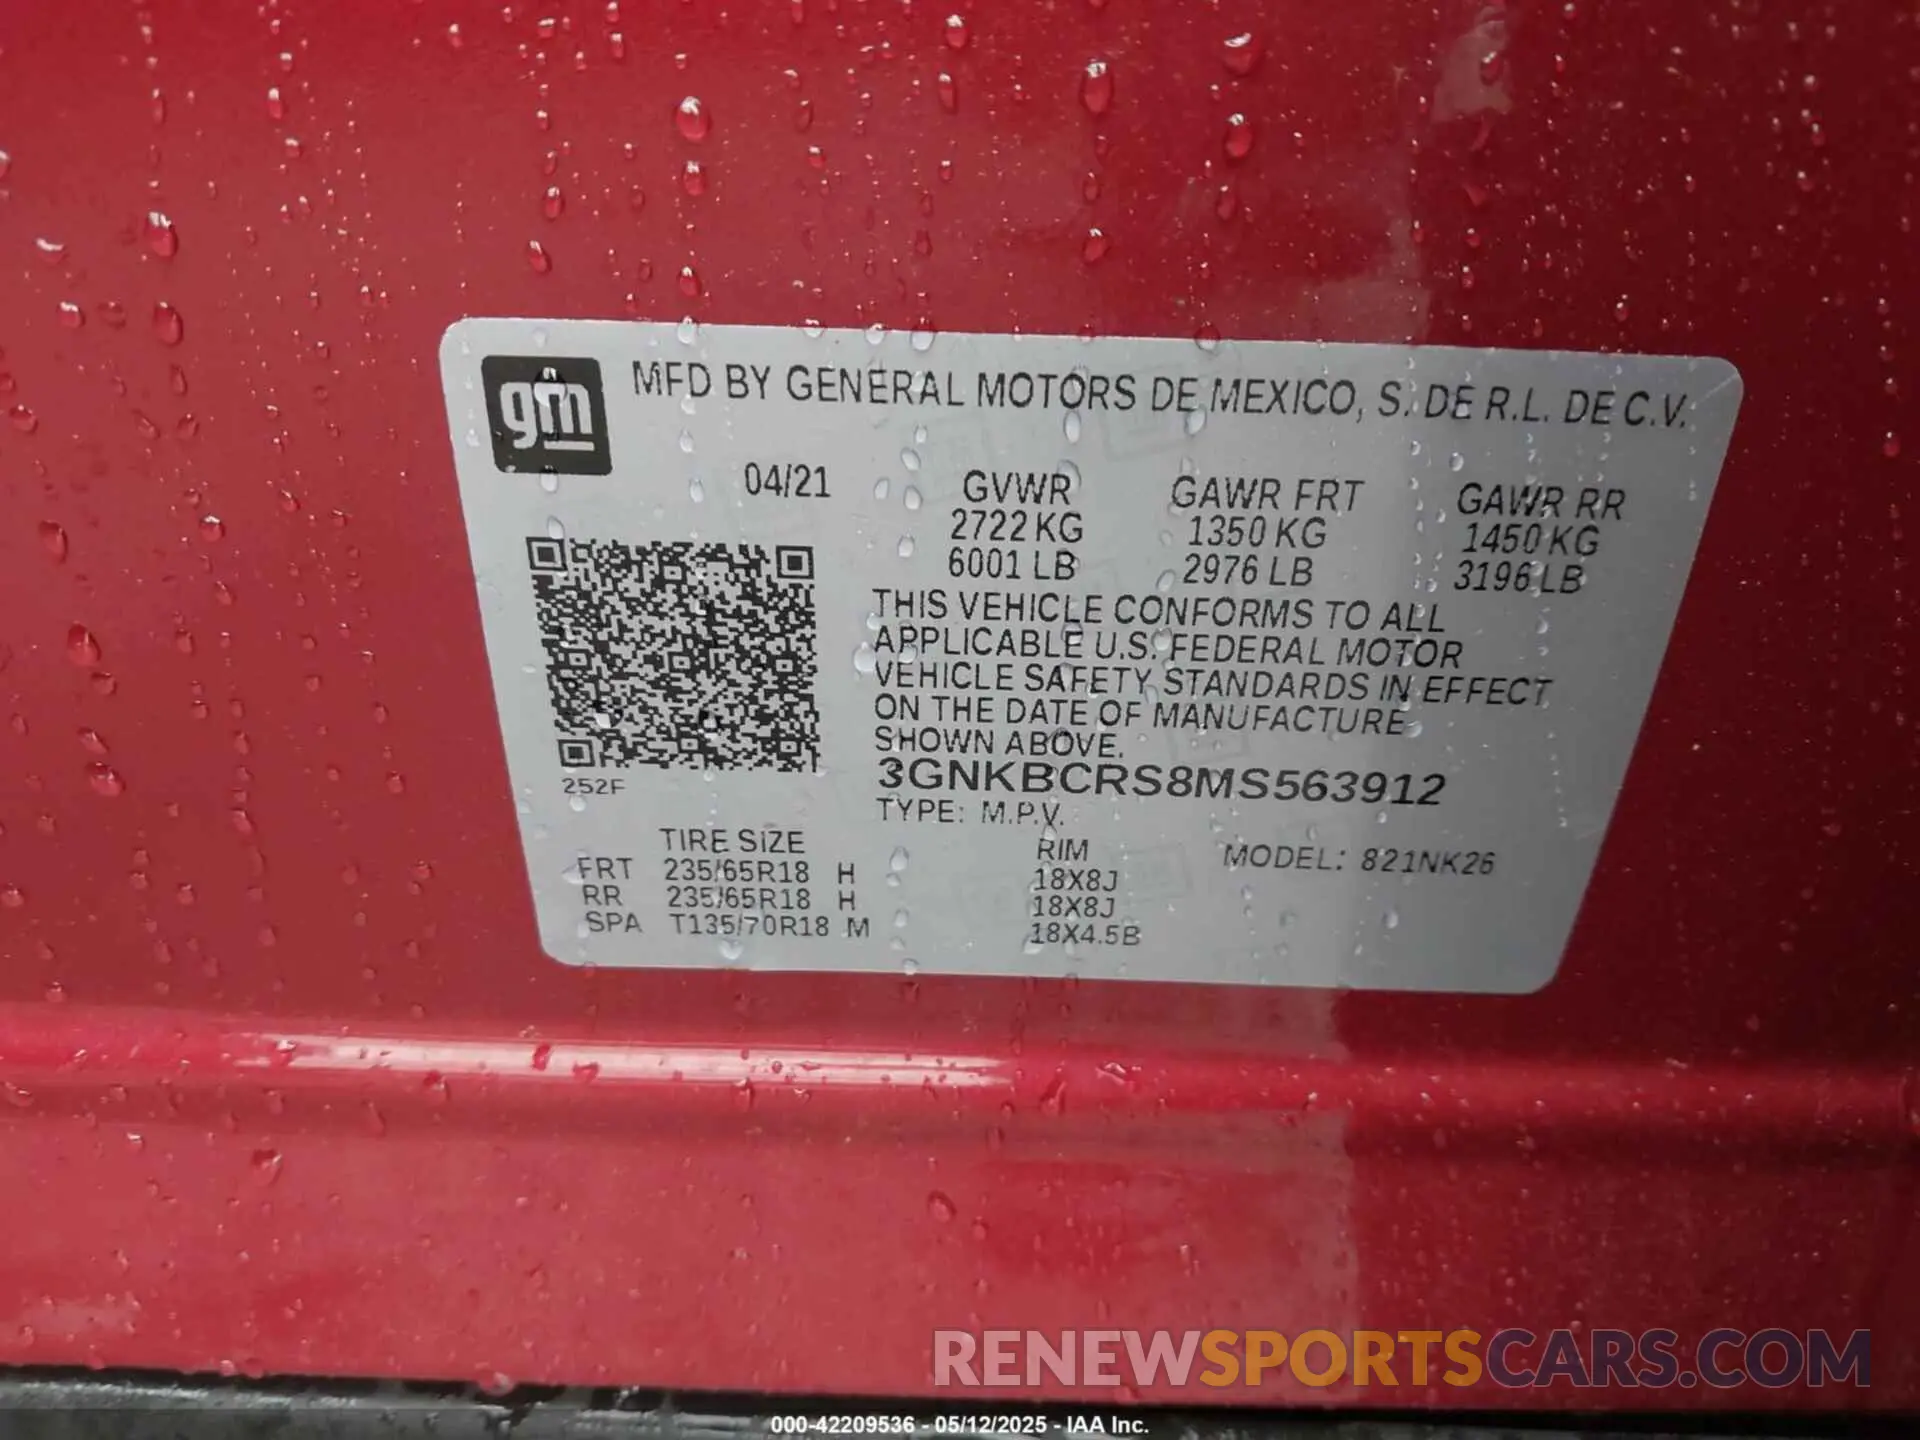 gm
MFD BY GENERAL MOTORS DE MEXICO, S. DE R.L. DE C.V.
04/21
GVWR GAWR FRT GAWR RR
2722 KG 1350 KG 1450 KG
6001 LB 2976 LB 3196 LB
THIS VEHICLE CONFORMS TO ALL
APPLICABLE U.S. FEDERAL MOTOR
VEHICLE SAFETY STANDARDS IN EFFECT
ON THE DATE OF MANUFACTURE
SHOWN ABOVE.
3GNKBCRS8MS563912
252F
TYPE: M.P.V.
TIRE SIZE RIM MODEL: 821NK26
FRT 235/65R18 H 18X8J
RR 235/65R18 H 18X8J
SPA T135/70R18 M 18X4.5B
RENEWSPORTSCARS.COM
000-42209536 - 05/12/2025 - IAA Inc.